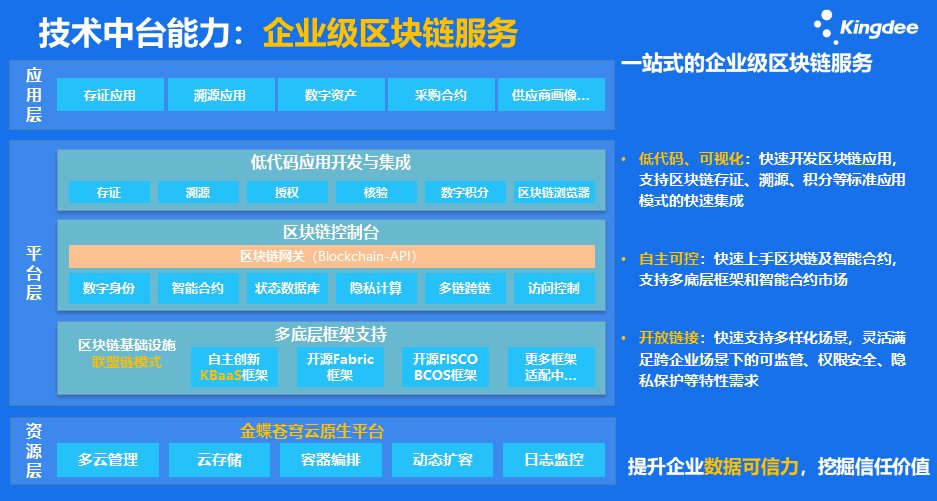 技术中台能力：企业级区块链服务
Kingdee
应用层
存证应用
溯源应用
数字资产
采购合约
供应商画像...
平台层
低代码应用开发与集成
存证
溯源
授权
核验
数字积分
区块链浏览器
区块链控制台
区块链网关（Blockchain-API）
数字身份
智能合约
状态数据库
隐私计算
多链跨链
访问控制
多底层框架支持
区块链基础设施
联盟链模式
自主创新
KBaaS框架
开源Fabric
框架
开源FISCO
BCOS框架
更多框架
适配中...
资源层
金蝶苍穹云原生平台
多云管理
云存储
容器编排
动态扩容
日志监控
一站式的企业级区块链服务
• 低代码、可视化：快速开发区块链应用，
支持区块链存证、溯源、积分等标准应用
模式的快速集成
• 自主可控：快速上手区块链及智能合约，
支持多底层框架和智能合约市场
• 开放链接：快速支持多样化场景，灵活满
足跨企业场景下的可监管、权限安全、隐
私保护等特性需求
提升企业数据可信力，挖掘信任价值